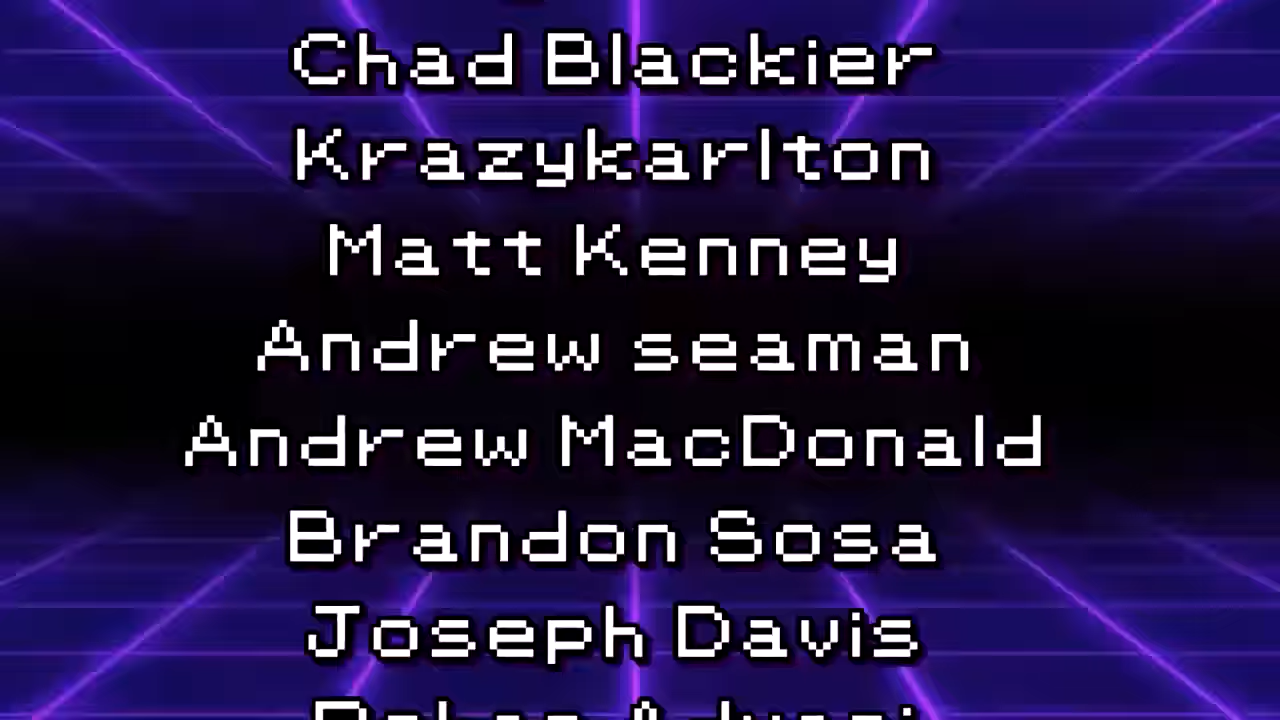 Chad Blackier
Krazykarlton
Matt Kenney
Andrew seaman
Andrew MacDonald
Brandon Sosa
Joseph Davis